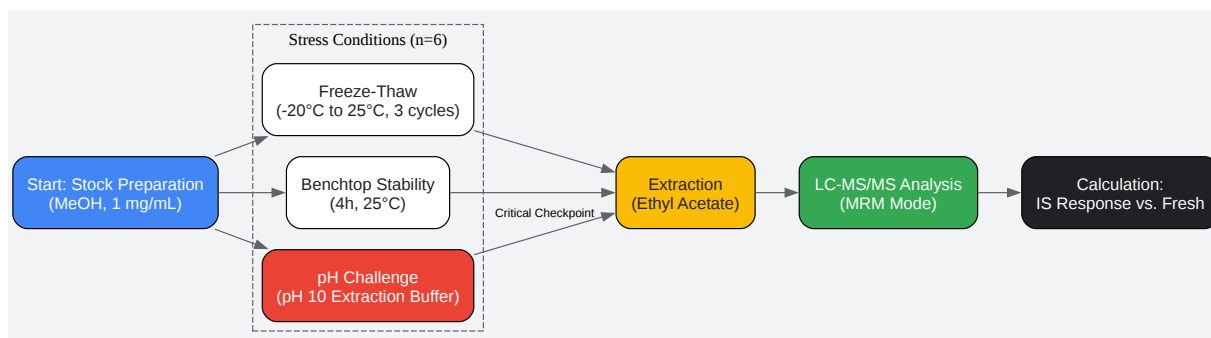 Stress Conditions (n=6)
Freeze-Thaw
(-20°C to 25°C, 3 cycles)
Start: Stock Preparation
(MeOH, 1 mg/mL)
Benchtop Stability
(4h, 25°C)
Critical Checkpoint
pH Challenge
(pH 10 Extraction Buffer)
Extraction
(Ethyl Acetate)
LC-MS/MS Analysis
(MRM Mode)
Calculation:
IS Response vs. Fresh